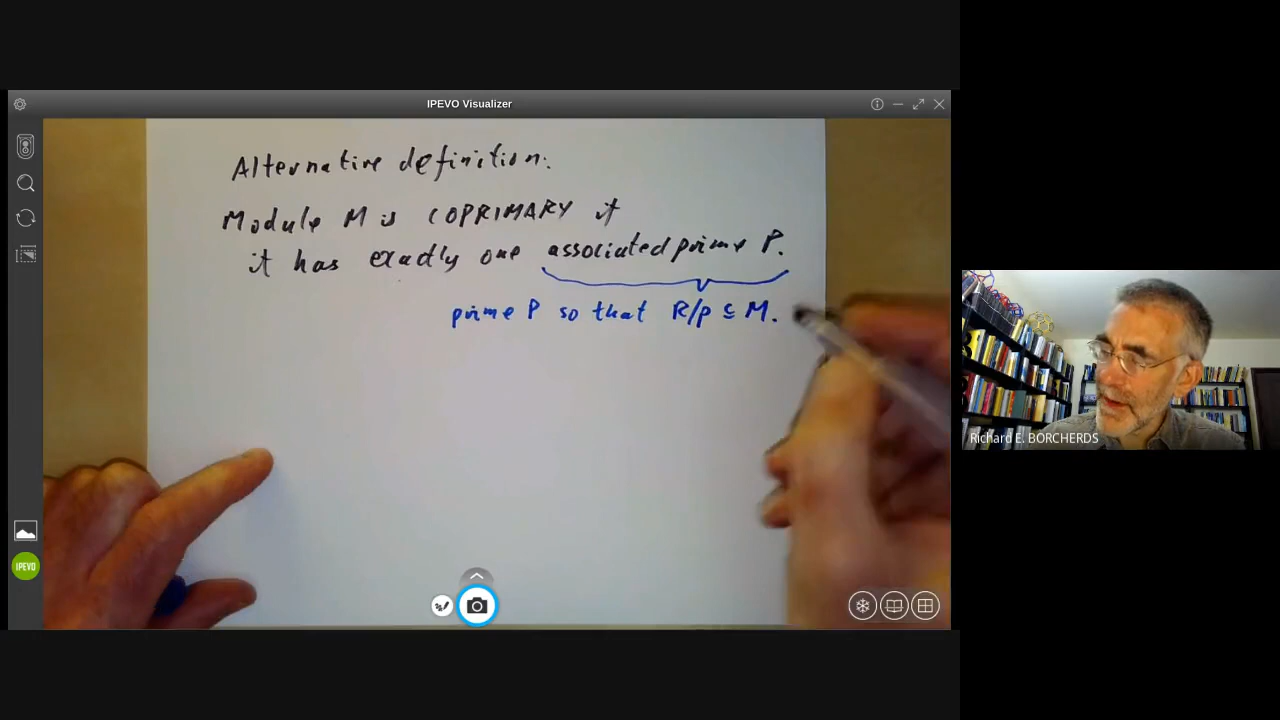 IPEVO Visualizer
Alternative definition:
Module M is COPRIMARY if
it has exactly one associated prime P.
prime P so that R/p ⊆ M.
Richard E. BORCHERDS
IPEVO